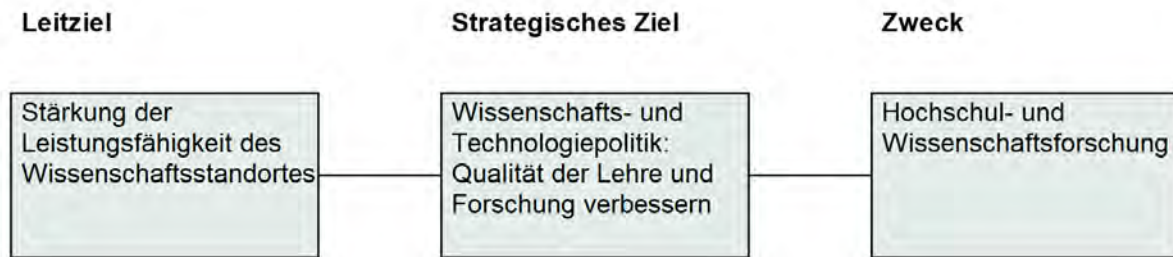 Leitziel
Strategisches Ziel
Zweck
Stärkung der
Leistungsfähigkeit des
Wissenschaftsstandortes
Wissenschafts- und
Technologiepolitik:
Qualität der Lehre und
Forschung verbessern
Hochschul- und
Wissenschaftsforschung